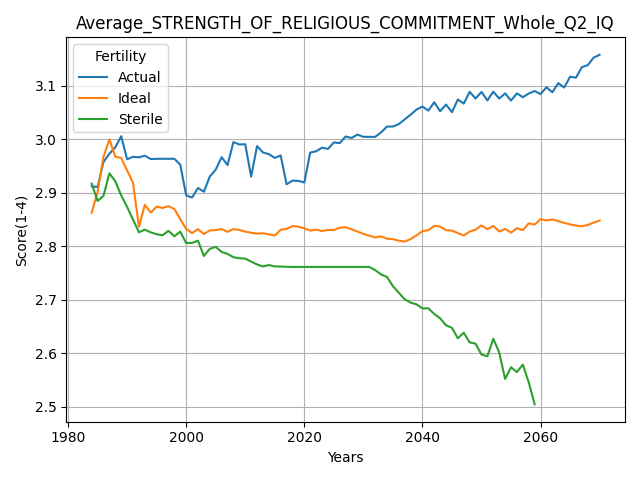 Average_STRENGTH_OF_RELIGIOUS_COMMITMENT_Whole_Q2_IQ
Fertility
Actual
Ideal
Sterile
3.1
3.0
2.9
2.8
2.7
2.6
2.5
Score(1-4)
1980
2000
2020
2040
2060
Years